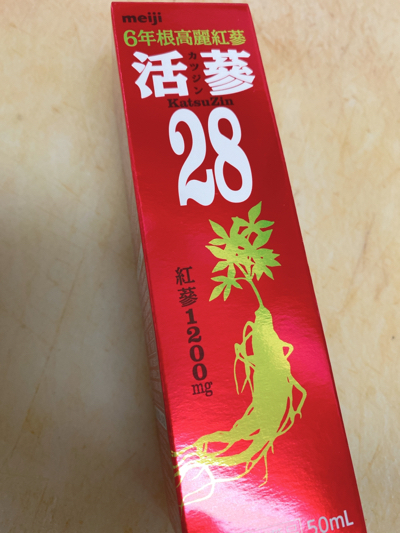 meiji
6年根高麗紅蔘
活蔘
カツジン
KatsuZin
28
紅蔘1200mg
50mL